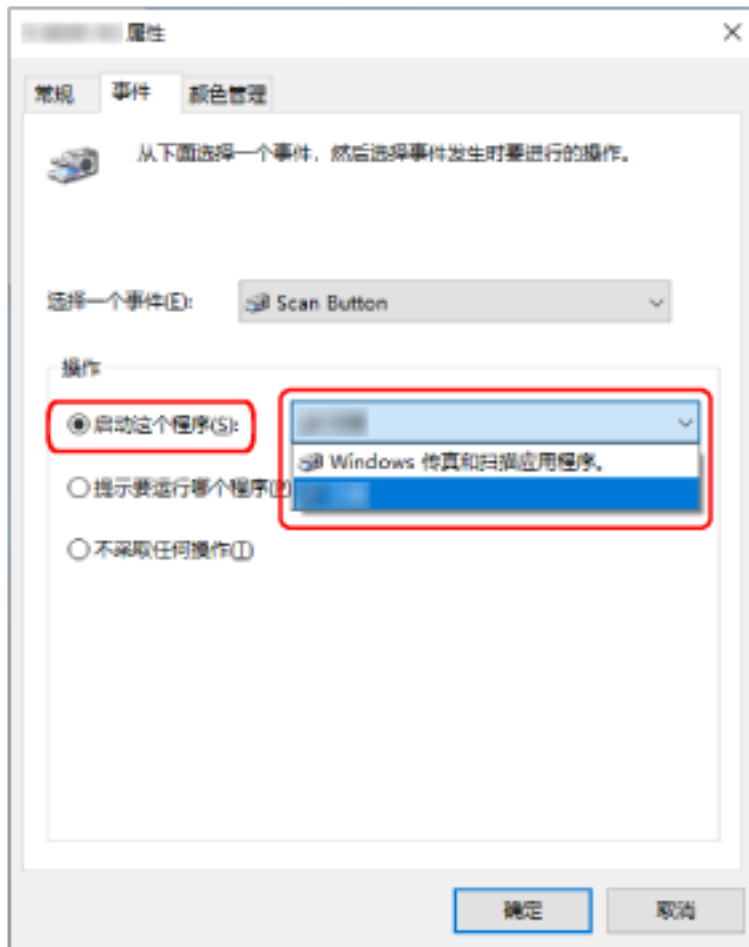 属性
常规 事件 颜色管理
从下面选择一个事件，然后选择事件发生时要进行的操作。
选择一个事件(E): Scan Button
操作
启动这个程序(S):
Windows 传真和扫描应用程序。
提示要运行哪个程序(P)
不采取任何操作(T)
确定 取消